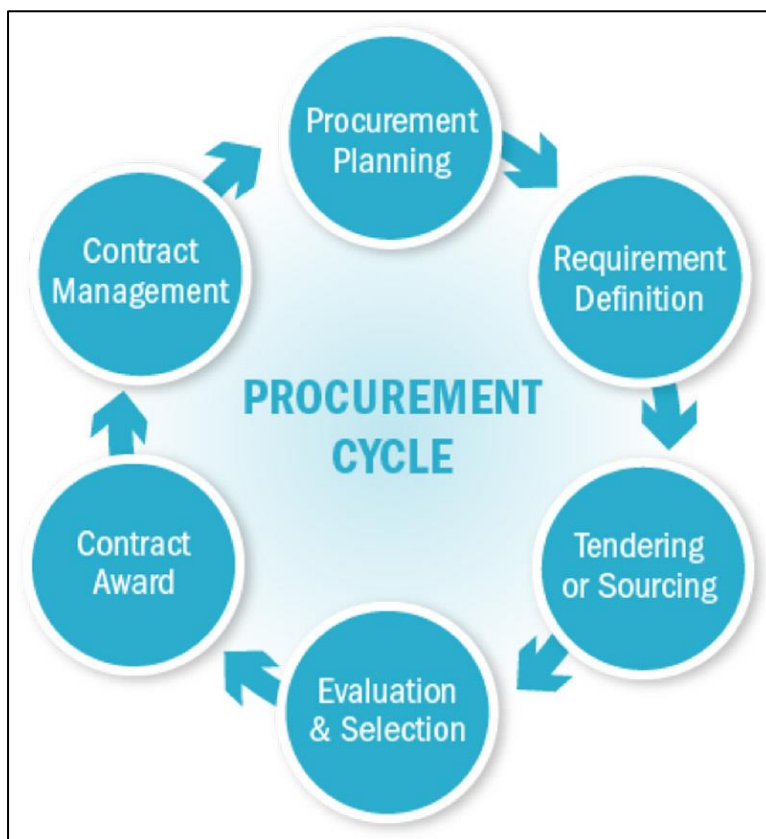 Procurement
Planning
Requirement
Definition
Tendering
or Sourcing
Evaluation
& Selection
Contract
Award
Contract
Management
PROCUREMENT
CYCLE